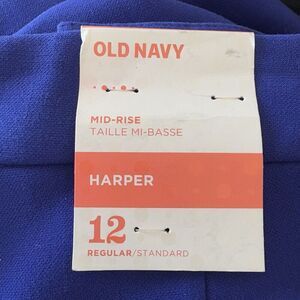 OLD NAVY
MID-RISE
TAILLE MI-BASSE
HARPER
12
REGULAR/STANDARD